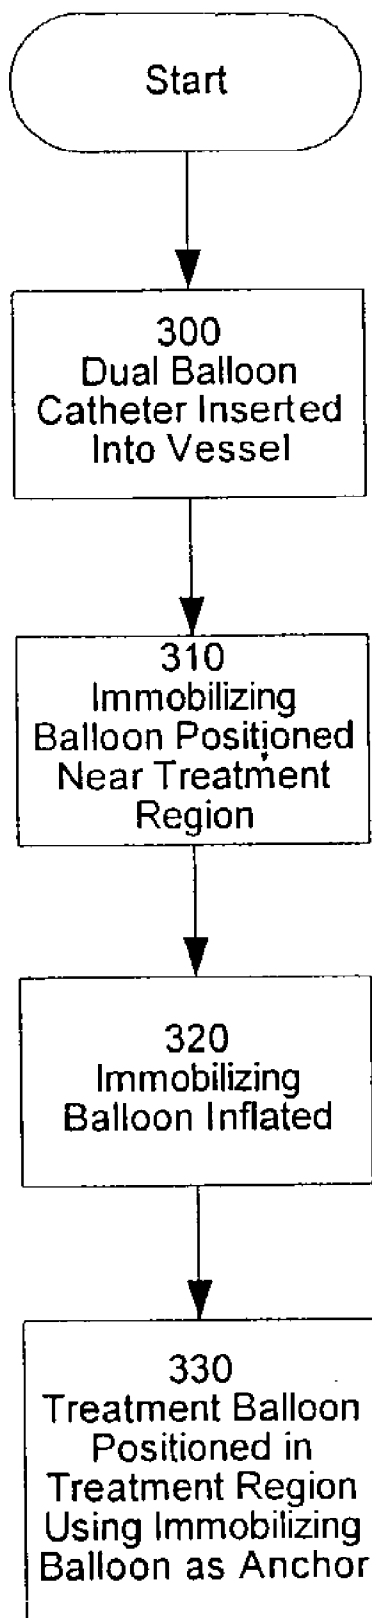 Start
300
Dual Balloon
Catheter Inserted
Into Vessel
310
Immobilizing
Balloon Positioned
Near Treatment
Region
320
Immobilizing
Balloon Inflated
330
Treatment Balloon
Positioned in
Treatment Region
Using Immobilizing
Balloon as Anchor